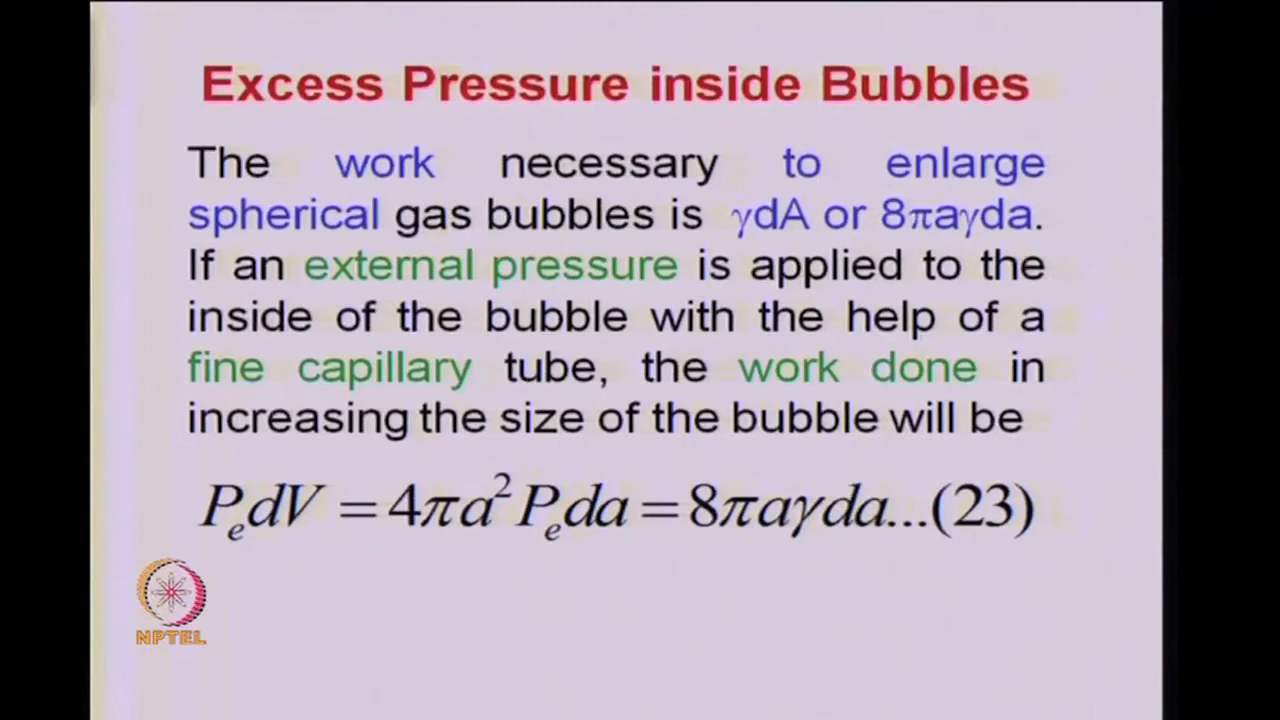 Excess Pressure inside Bubbles
The work necessary to enlarge
spherical gas bubbles is γdA or 8πaγda.
If an external pressure is applied to the
inside of the bubble with the help of a
fine capillary tube, the work done in
increasing the size of the bubble will be
PₑdV = 4πa²Pₑda = 8πaγda...(23)
NPTEL